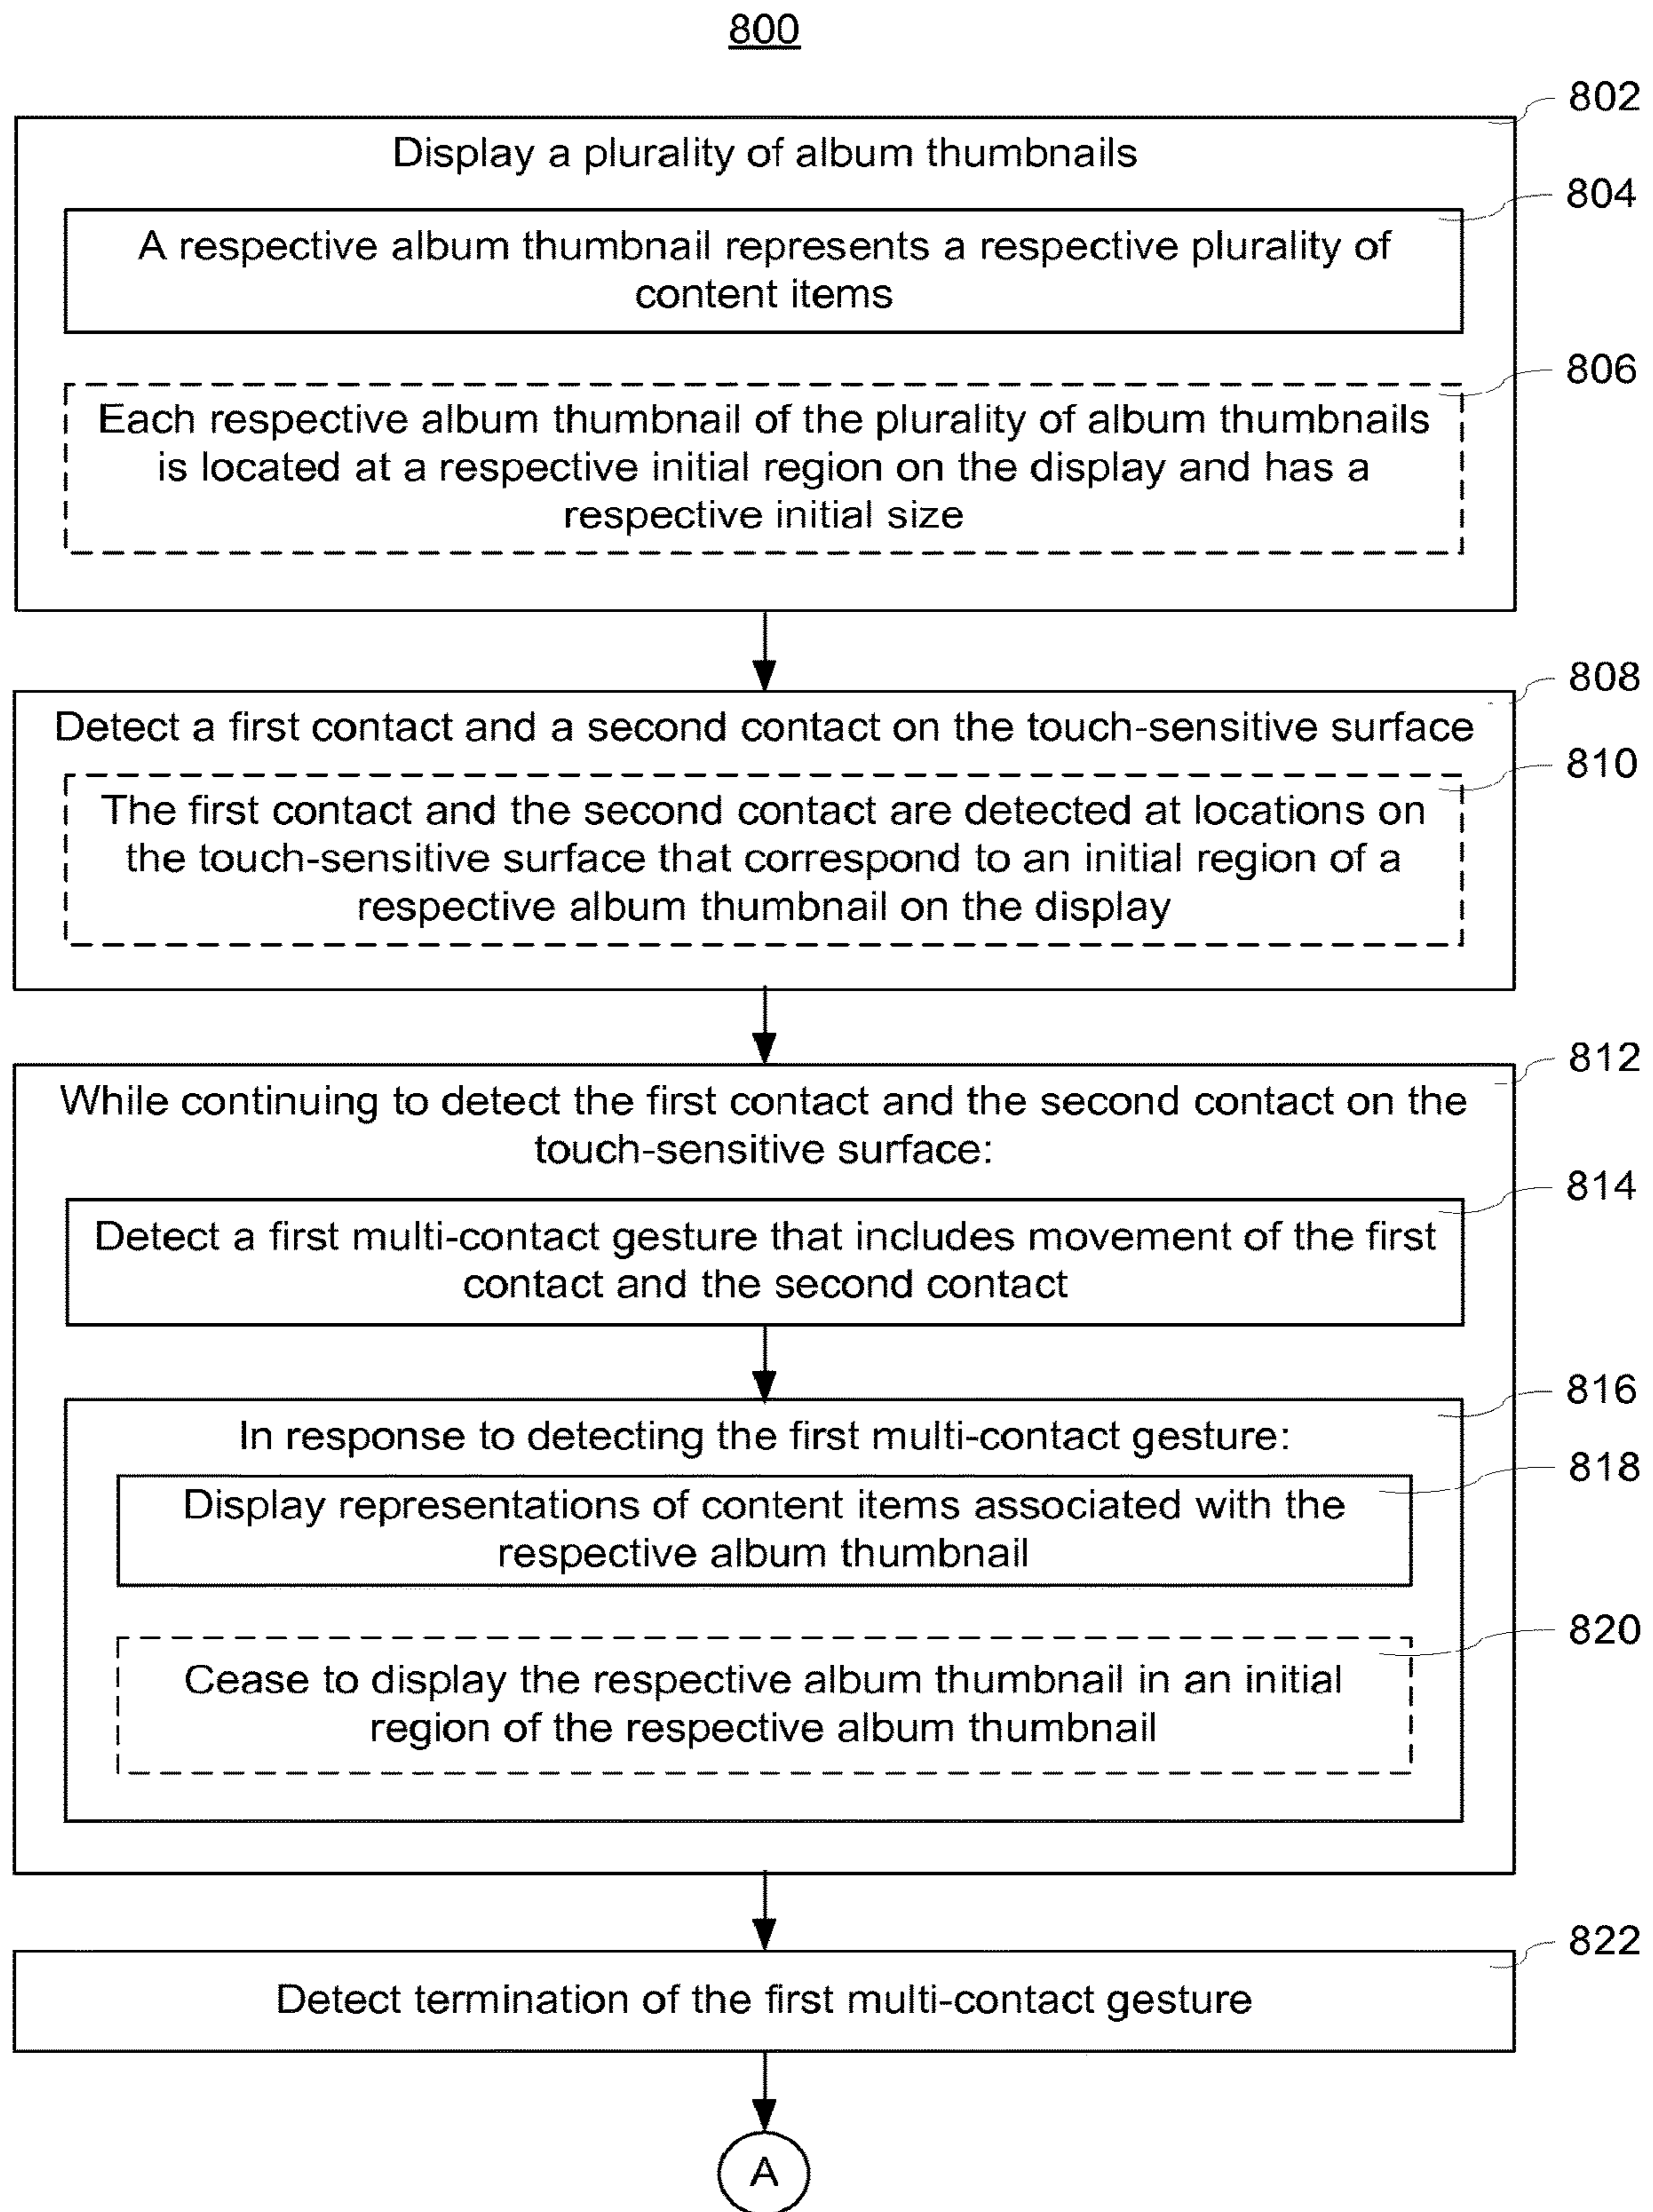 800
802
Display a plurality of album thumbnails
804
A respective album thumbnail represents a respective plurality of
content items
806
Each respective album thumbnail of the plurality of album thumbnails
is located at a respective initial region on the display and has a
respective initial size
808
Detect a first contact and a second contact on the touch-sensitive surface
810
The first contact and the second contact are detected at locations on
the touch-sensitive surface that correspond to an initial region of a
respective album thumbnail on the display
812
While continuing to detect the first contact and the second contact on the
touch-sensitive surface:
814
Detect a first multi-contact gesture that includes movement of the first
contact and the second contact
816
In response to detecting the first multi-contact gesture:
818
Display representations of content items associated with the
respective album thumbnail
820
Cease to display the respective album thumbnail in an initial
region of the respective album thumbnail
822
Detect termination of the first multi-contact gesture
A